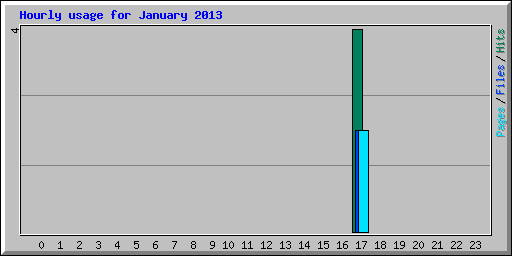 Hourly usage for January 2013
4
0 1 2 3 4 5 6 7 8 9 10 11 12 13 14 15 16 17 18 19 20 21 22 23
Pages/Files/Hits